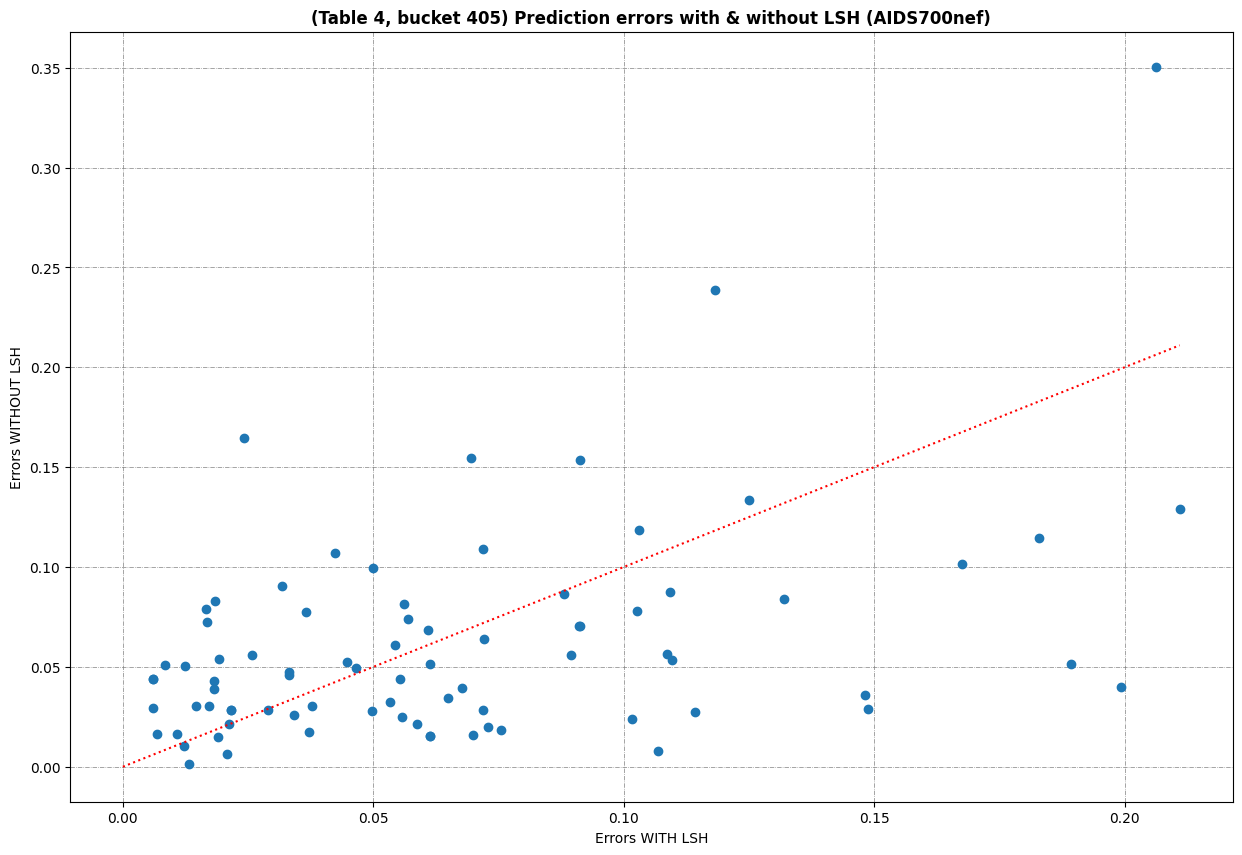 (Table 4, bucket 405) Prediction errors with & without LSH (AIDS700nef)
0.35
0.30
0.25
0.20
0.15
0.10
0.05
0.00
Errors WITHOUT LSH
0.00 0.05 0.10 0.15 0.20
Errors WITH LSH